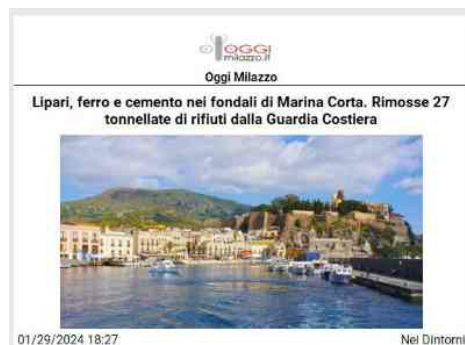 OGGI
milazzo.it
Oggi Milazzo
Lipari, ferro e cemento nei fondali di Marina Corta. Rimosse 27
tonnellate di rifiuti dalla Guardia Costiera
01/29/2024 18:27
Nei Dintorni